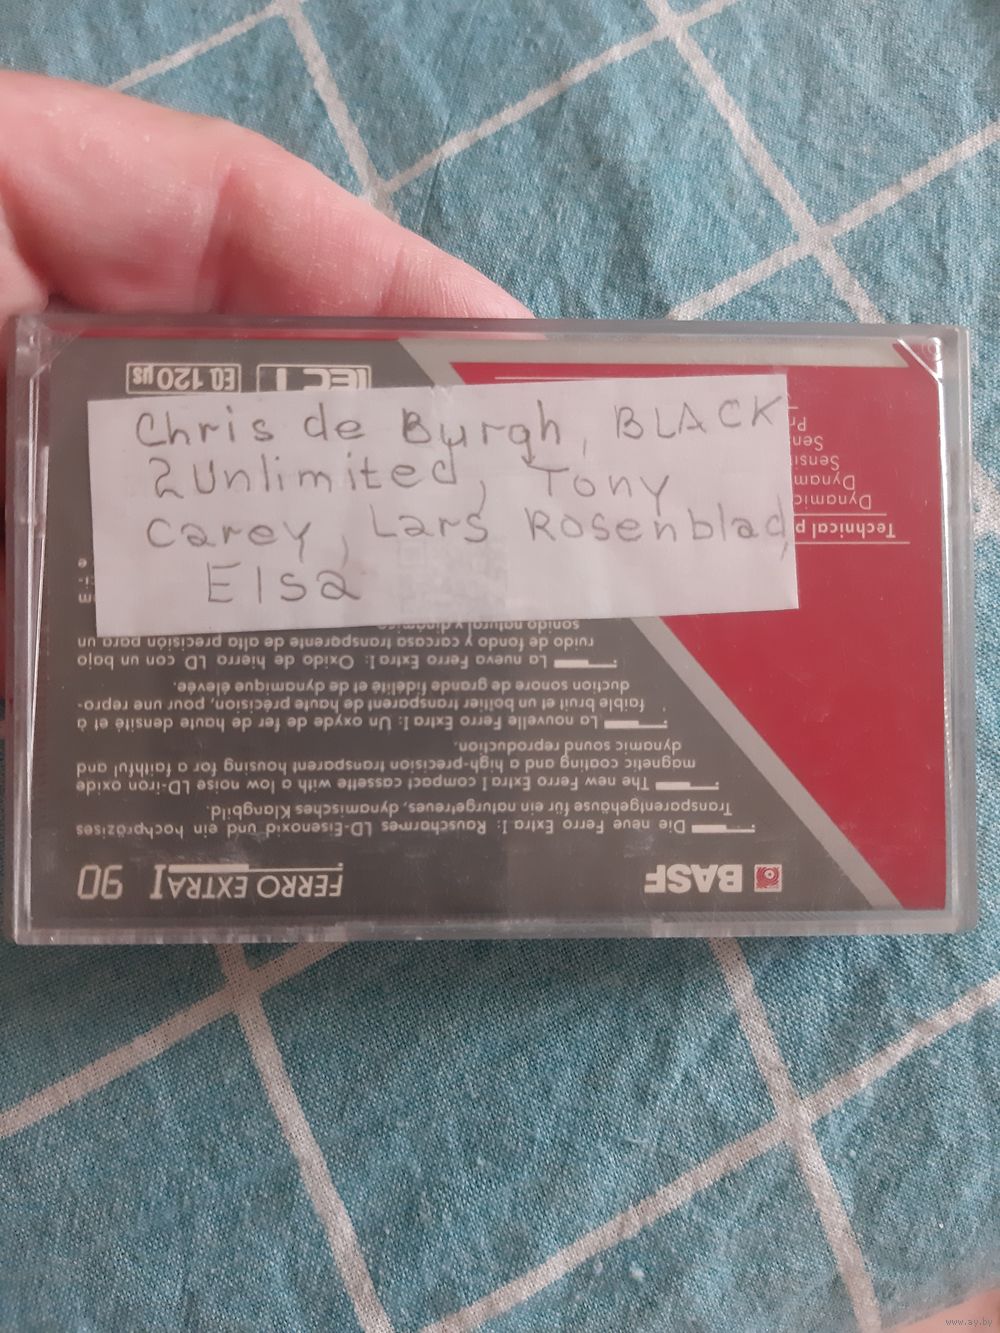 Chris de Burgh, BLACK
2Unlimited, Tony
Carey, Lars Rosenblad,
Elsa
BASF FERRO EXTRA I 90
Die neue Ferro Extra I: Rauscharmes LD-Eisenoxid und ein hochpräzises
Transparentgehäuse für ein naturgetreues, dynamisches Klangbild.
The new Ferro Extra I compact cassette with a low noise LD-iron oxide
magnetic coating and a high-precision transparent housing for a faithful and
dynamic sound reproduction.
La nouvelle Ferro Extra I: Un oxyde de fer de haute densité et à
faible bruit et un boîtier transparent de haute précision, pour une repro-
duction sonore de grande fidélité et de dynamique élevée.
La nueva Ferro Extra I: Oxido de hierro LD con un bajo
ruido de fondo y carcasa transparente de alta precisión para un
sonido natural y dinámico
IEC I EQ 120 µs
Technical p
Dynamic
Dynam
Sensi
Sen
Pr
www.ay.by